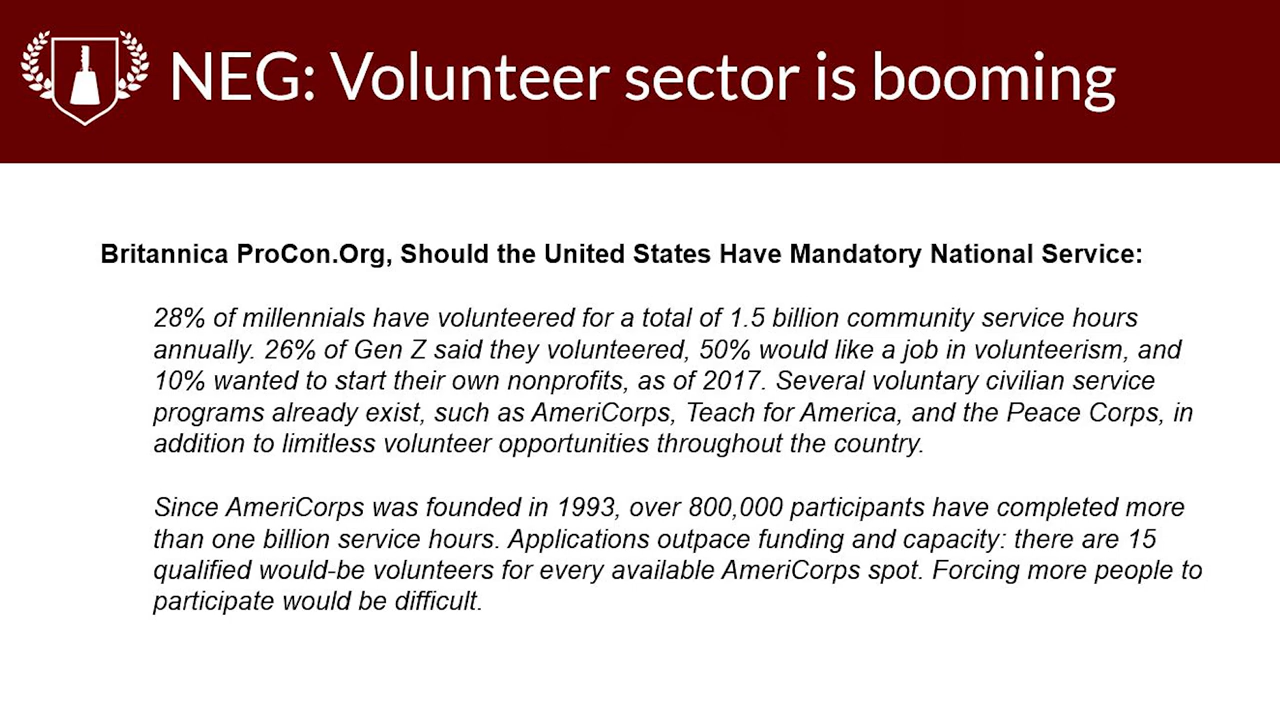 NEG: Volunteer sector is booming
Britannica ProCon.Org, Should the United States Have Mandatory National Service:
28% of millennials have volunteered for a total of 1.5 billion community service hours
annually. 26% of Gen Z said they volunteered, 50% would like a job in volunteerism, and
10% wanted to start their own nonprofits, as of 2017. Several voluntary civilian service
programs already exist, such as AmeriCorps, Teach for America, and the Peace Corps, in
addition to limitless volunteer opportunities throughout the country.
Since AmeriCorps was founded in 1993, over 800,000 participants have completed more
than one billion service hours. Applications outpace funding and capacity: there are 15
qualified would-be volunteers for every available AmeriCorps spot. Forcing more people to
participate would be difficult.